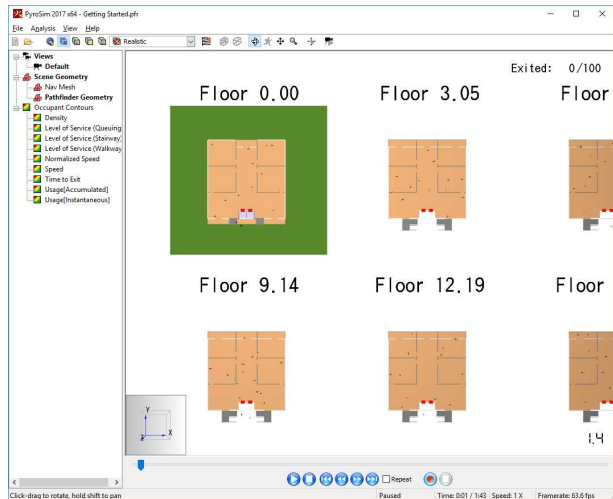 PyroSim 2017 x64 - Getting Started.pfr
File Analysis View Help
Realistic
Views
Default
Scene Geometry
Nav Mesh
Pathfinder Geometry
Occupant Contours
Density
Level of Service (Queuing
Level of Service (Stairway)
Level of Service (Walkway
Normalized Speed
Speed
Time to Exit
Usage[Accumulated]
Usage[Instantaneous]
Exited: 0/100
Floor 0.00 Floor 3.05 Floor
Floor 9.14 Floor 12.19 Floor
Y
X
Z
1.4
Repeat
Click-drag to rotate, hold shift to pan Paused Time: 0:01 / 1:43 Speed: 1 X Framerate: 63.6 fps